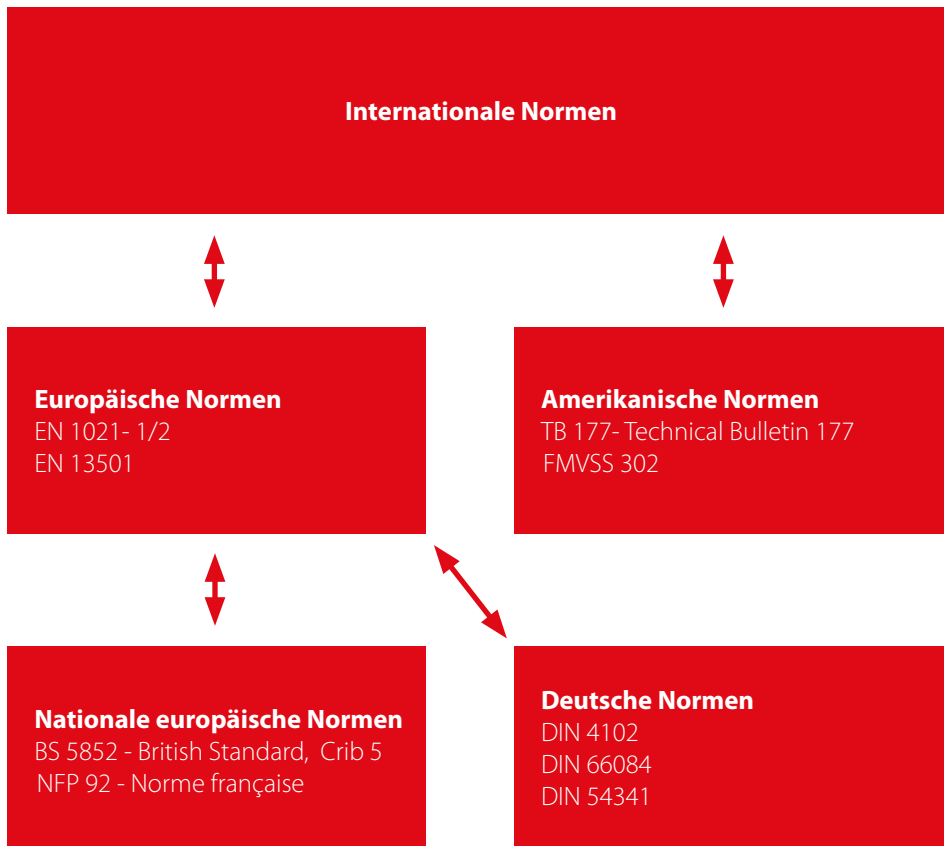 Internationale Normen
Europäische Normen
EN 1021- 1/2
EN 13501
Amerikanische Normen
TB 177- Technical Bulletin 177
FMVSS 302
Nationale europäische Normen
BS 5852 - British Standard, Crib 5
NFP 92 - Norme française
Deutsche Normen
DIN 4102
DIN 66084
DIN 54341